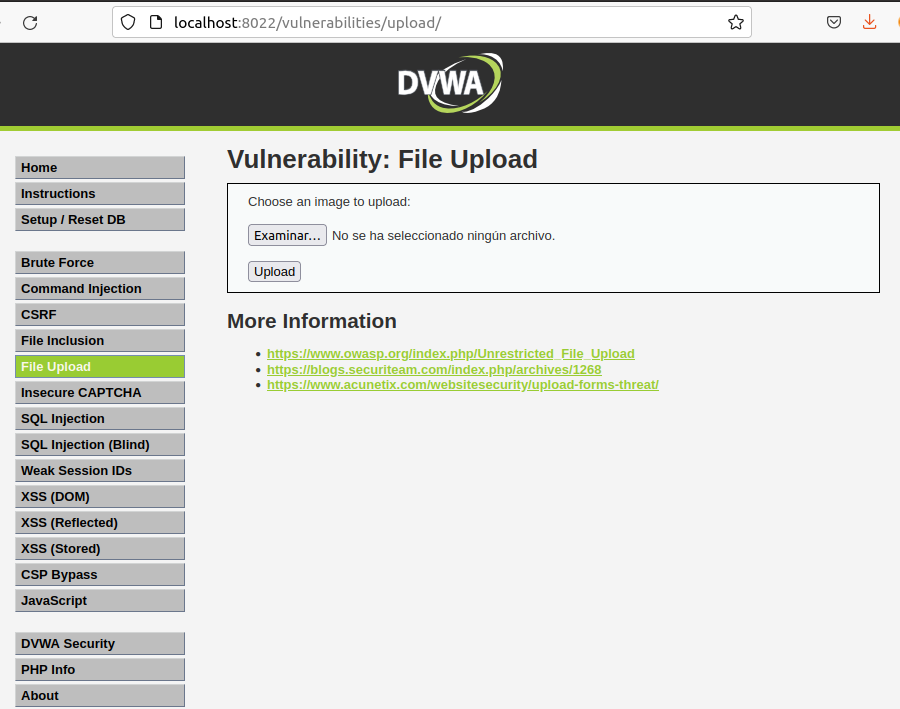 localhost:8022/vulnerabilities/upload/
DVWA
Home
Instructions
Setup / Reset DB
Brute Force
Command Injection
CSRF
File Inclusion
File Upload
Insecure CAPTCHA
SQL Injection
SQL Injection (Blind)
Weak Session IDs
XSS (DOM)
XSS (Reflected)
XSS (Stored)
CSP Bypass
JavaScript
DVWA Security
PHP Info
About
Vulnerability: File Upload
Choose an image to upload:
Examinar... No se ha seleccionado ningún archivo.
Upload
More Information
https://www.owasp.org/index.php/Unrestricted_File_Upload
https://blogs.securiteam.com/index.php/archives/1268
https://www.acunetix.com/websitesecurity/upload-forms-threat/